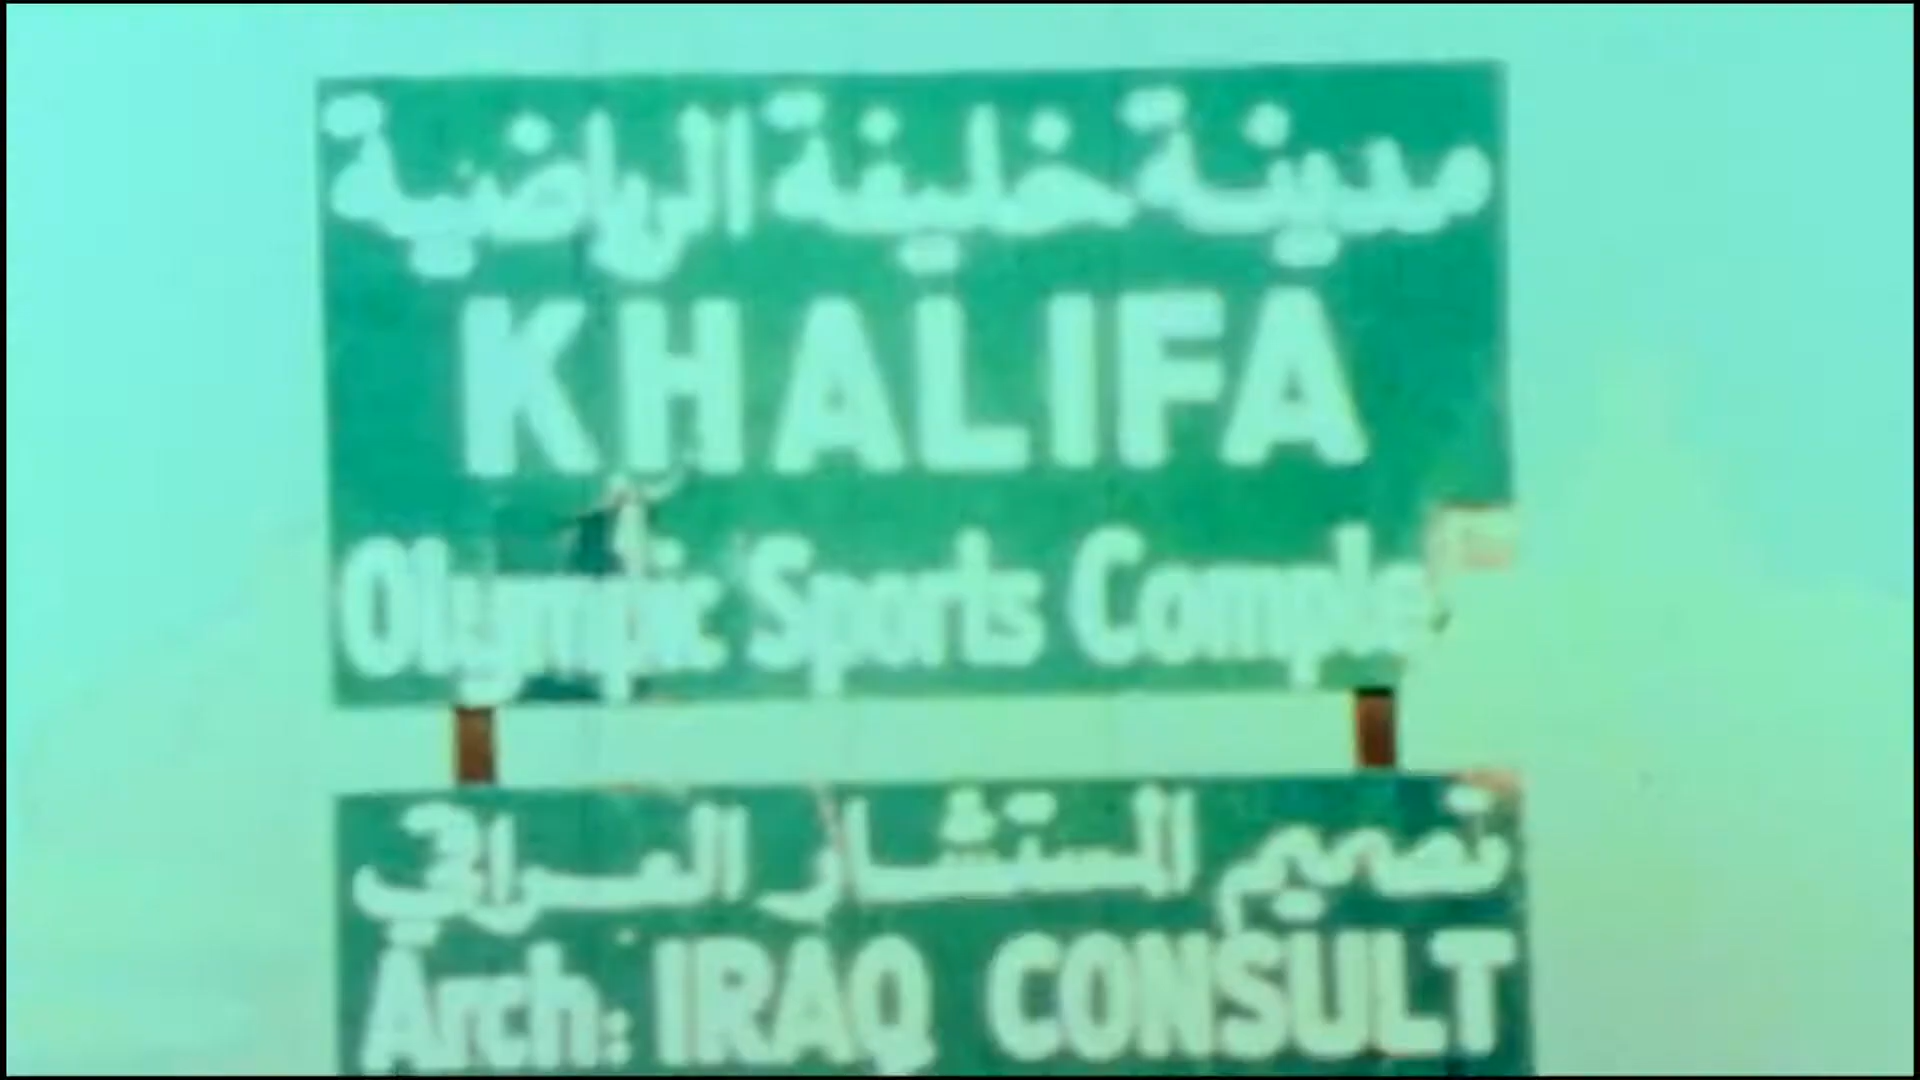 مدينة خليفة الرياضية
KHALIFA
Olympic Sports Comple
تصميم المستشار العراقي
Arch: IRAQ CONSULT